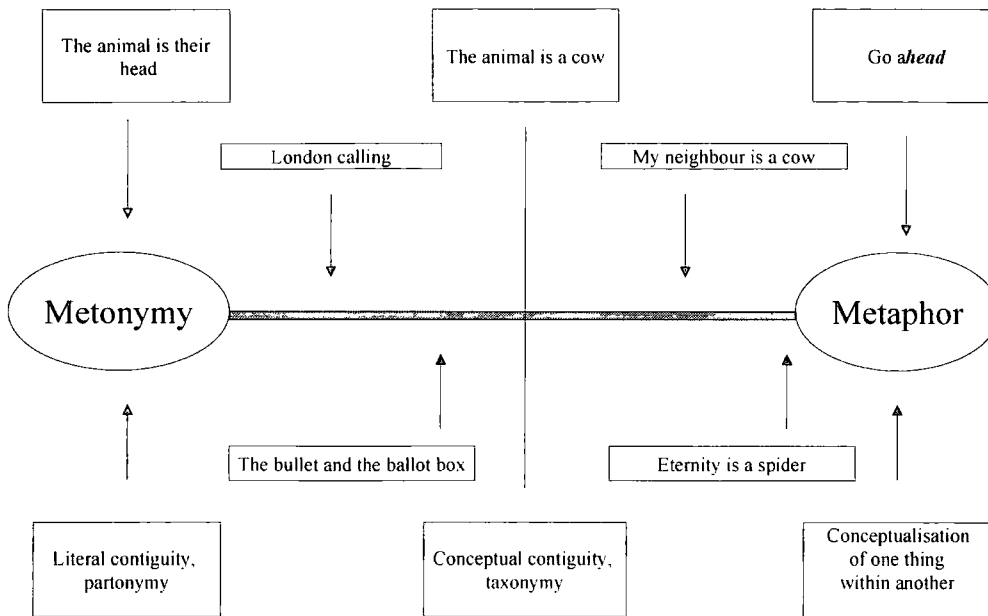 The animal is their
head
The animal is a cow
Go ahead
London calling
My neighbour is a cow
Metonymy
Metaphor
The bullet and the ballot box
Eternity is a spider
Literal contiguity,
partonymy
Conceptual contiguity,
taxonomy
Conceptualisation
of one thing
within another